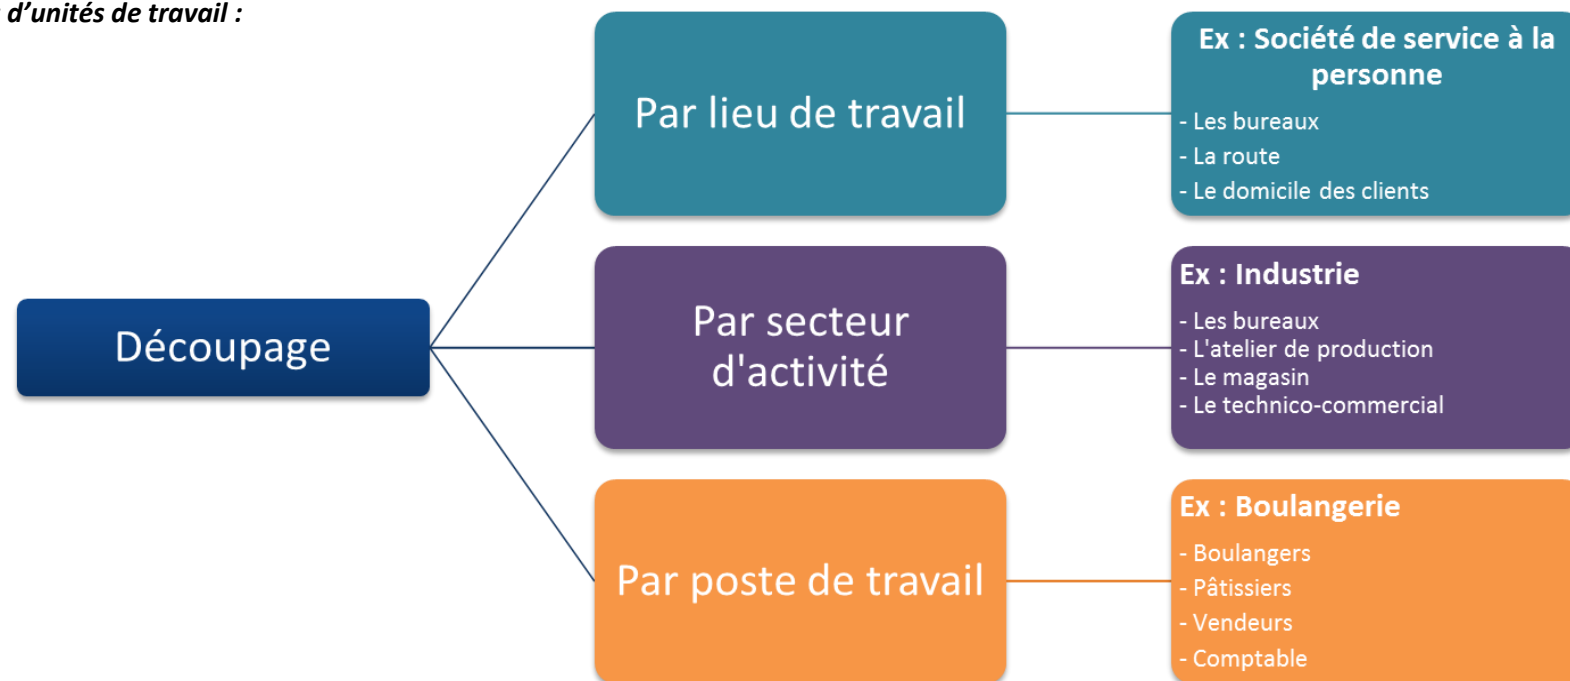 d’unités de travail :
Découpage
Par lieu de travail
Ex : Société de service à la
personne
- Les bureaux
- La route
- Le domicile des clients
Par secteur
d'activité
Ex : Industrie
- Les bureaux
- L'atelier de production
- Le magasin
- Le technico-commercial
Par poste de travail
Ex : Boulangerie
- Boulangers
- Pâtissiers
- Vendeurs
- Comptable